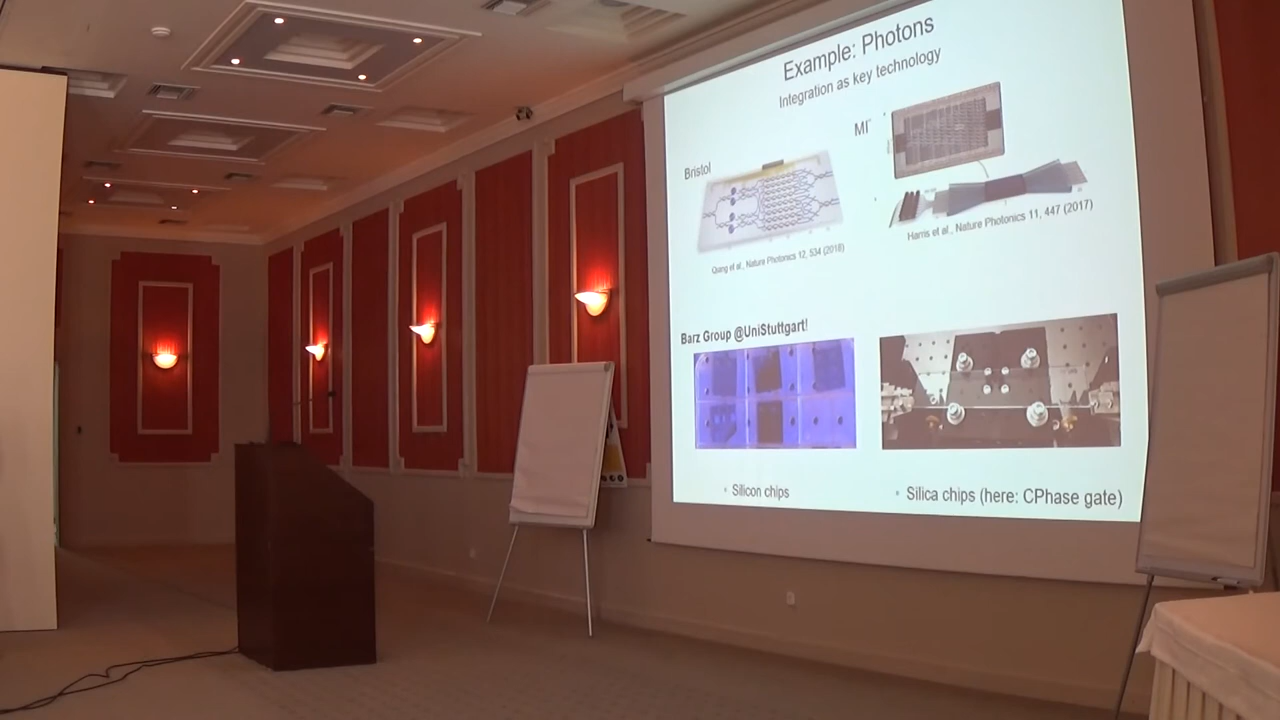 Example: Photons
Integration as key technology
MIT
Bristol
Harris et al., Nature Photonics 11, 447 (2017)
Qiang et al., Nature Photonics 12, 534 (2018)
Barz Group @UniStuttgart!
Silicon chips
Silica chips (here: CPhase gate)